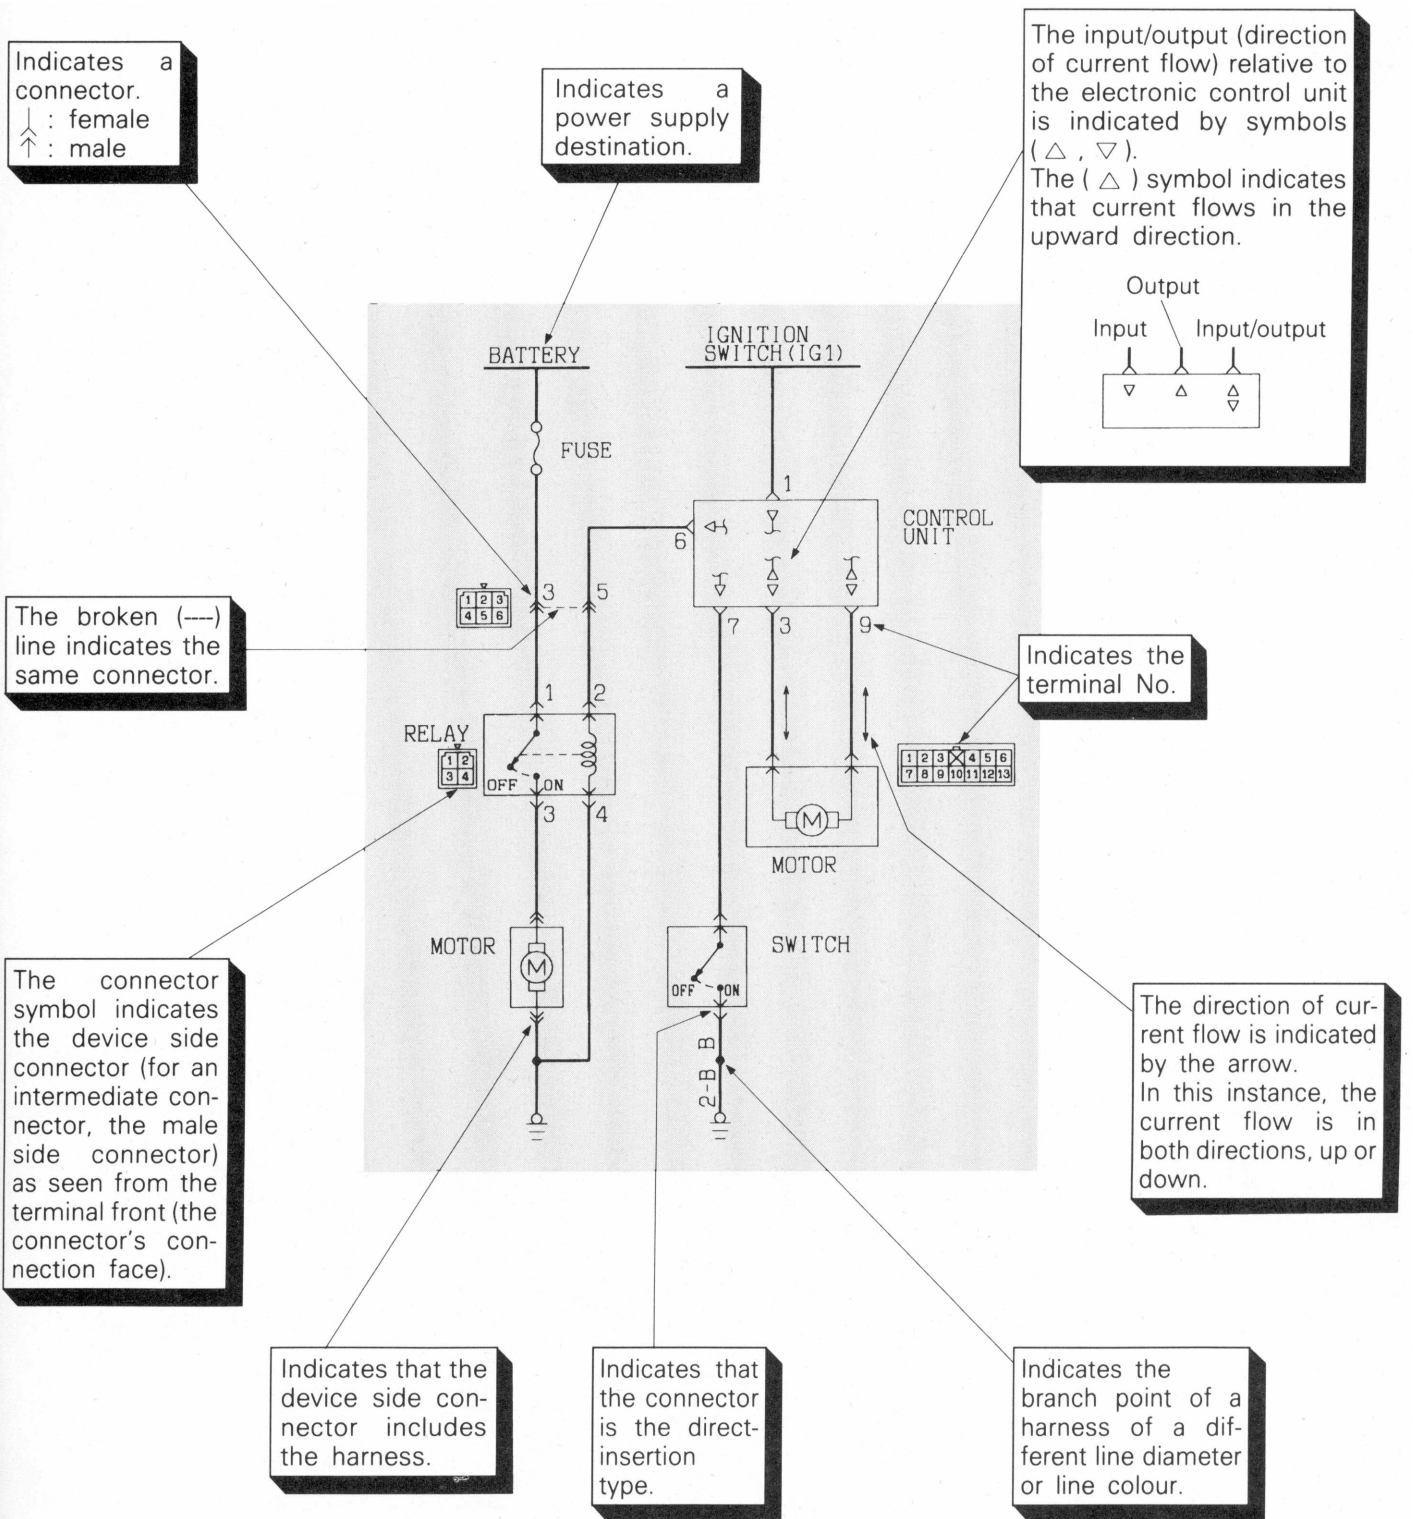 Indicates a
connector.
: female
: male
Indicates a
power supply
destination.
The input/output (direction
of current flow) relative to
the electronic control unit
is indicated by symbols
( △ , ▽ ).
The ( △ ) symbol indicates
that current flows in the
upward direction.
Output
Input Input/output
BATTERY
IGNITION
SWITCH(IG1)
FUSE
1
CONTROL
UNIT
6
3 5
1 2 3
4 5 6
7 3 9
The broken (----)
line indicates the
same connector.
Indicates the
terminal No.
1 2
RELAY
1 2
3 4
OFF ON
3 4
1 2 3 4 5 6
7 8 9 10 11 12 13
M
MOTOR
MOTOR
M
SWITCH
OFF ON
B
2-B
The connector
symbol indicates
the device side
connector (for an
intermediate con-
nector, the male
side connector)
as seen from the
terminal front (the
connector's con-
nection face).
The direction of cur-
rent flow is indicated
by the arrow.
In this instance, the
current flow is in
both directions, up or
down.
Indicates that the
device side con-
nector includes
the harness.
Indicates that
the connector
is the direct-
insertion
type.
Indicates the
branch point of a
harness of a dif-
ferent line diameter
or line colour.